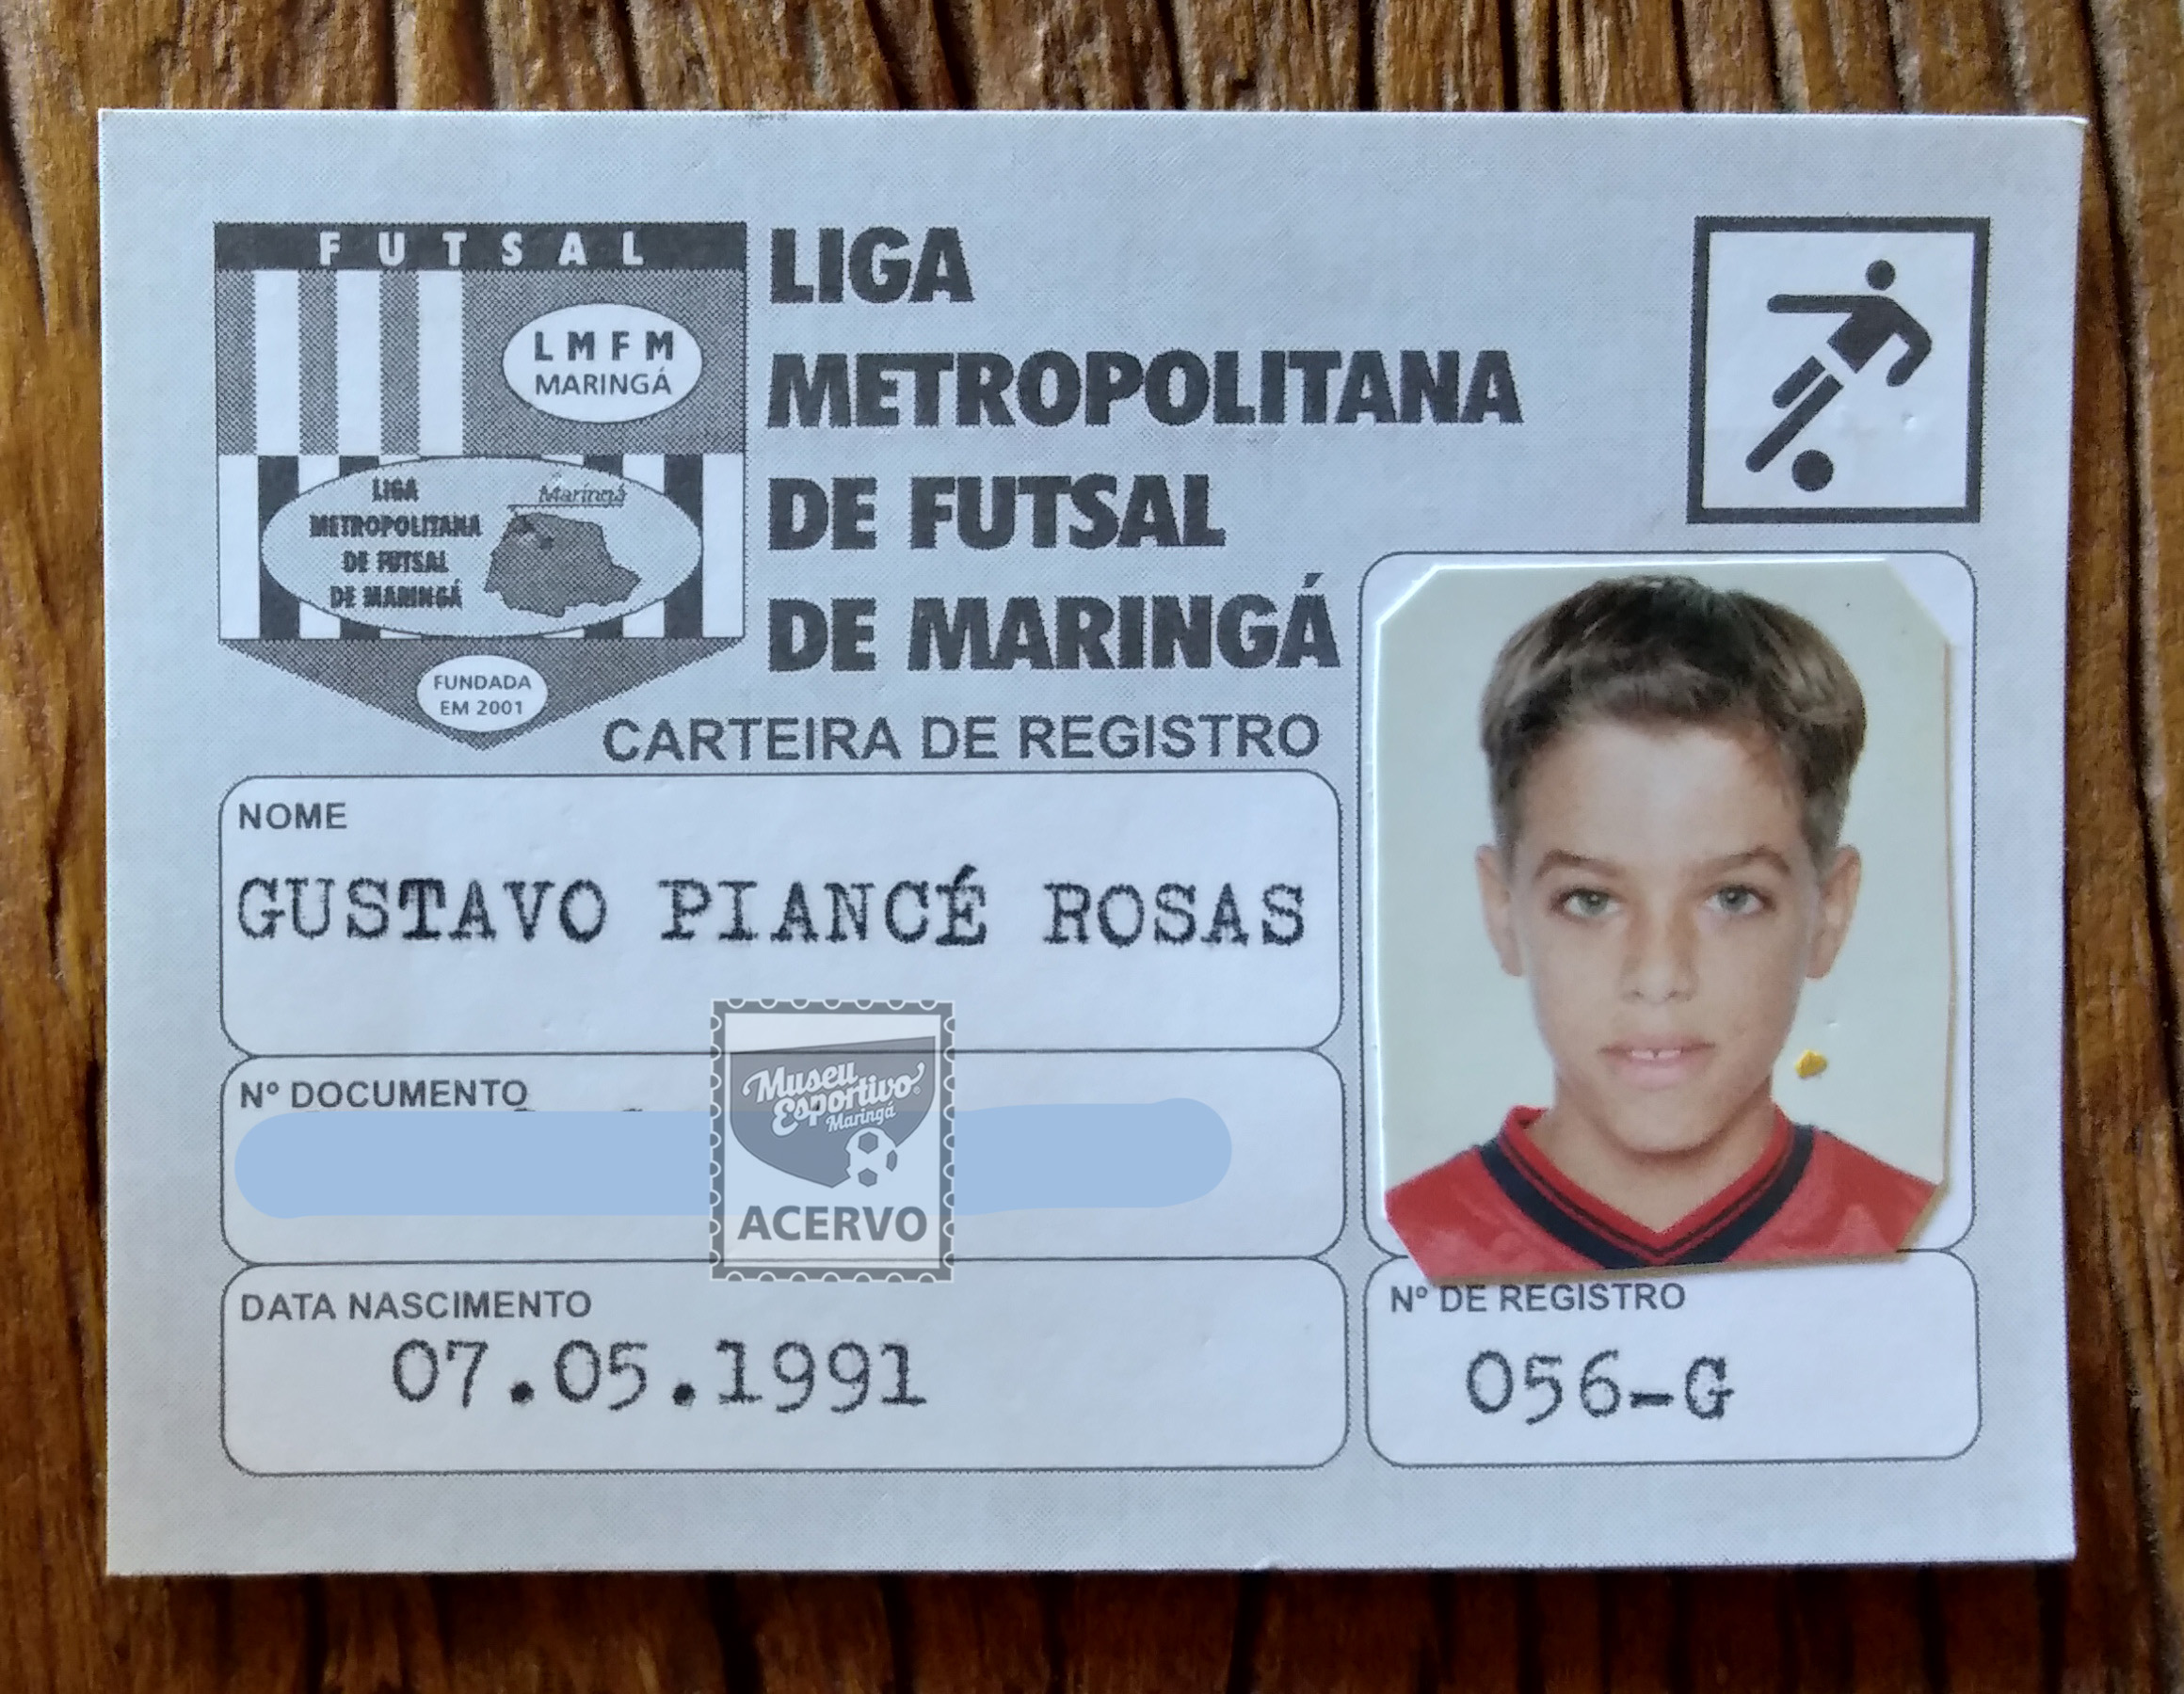 FUTSAL
LMFM
MARINGÁ
LIGA
METROPOLITANA
DE FUTSAL
DE MARINGÁ
Maringá
FUNDADA
EM 2001
LIGA
METROPOLITANA
DE FUTSAL
DE MARINGÁ
CARTEIRA DE REGISTRO
NOME
GUSTAVO PIANCÉ ROSAS
Nº DOCUMENTO
Museu
Esportivo
Maringá
ACERVO
DATA NASCIMENTO
07.05.1991
Nº DE REGISTRO
056-G